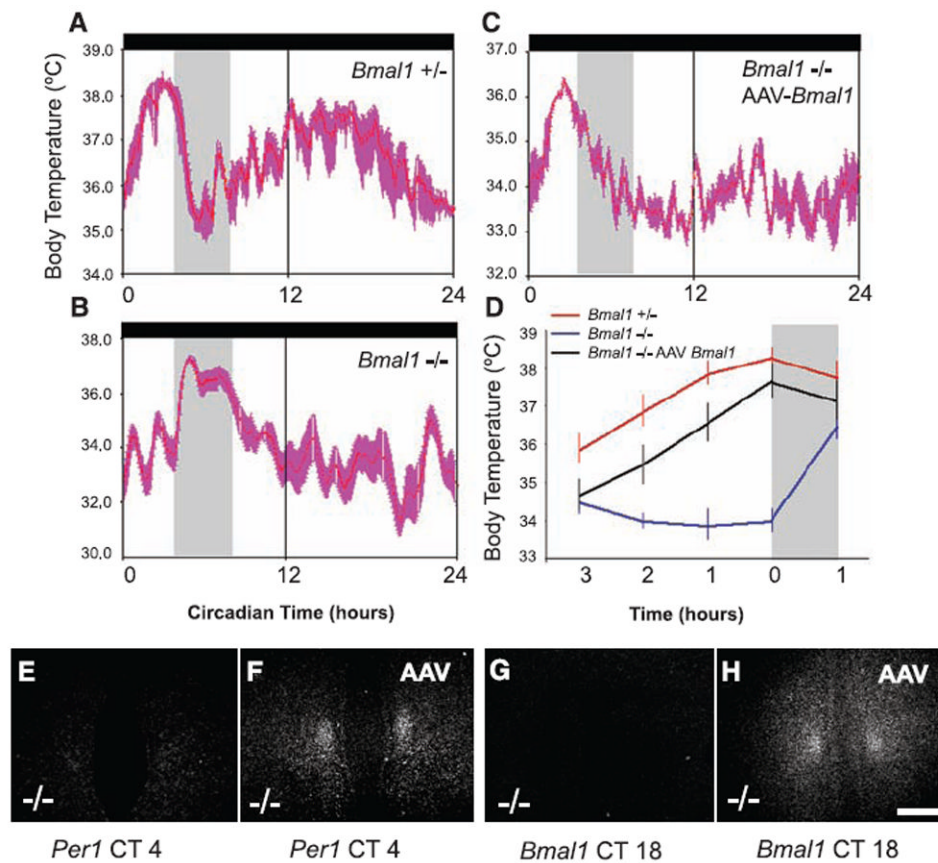 A
Body Temperature (ºC)
39.0
38.0
37.0
36.0
35.0
34.0
Bmal1 +/-
0
12
24
B
38.0
36.0
34.0
32.0
30.0
Bmal1 -/-
0
12
24
Circadian Time (hours)
C
37.0
36.0
35.0
34.0
33.0
32.0
Bmal1 -/-
AAV-Bmal1
0
12
24
D
Bmal1 +/-
Bmal1 -/-
Bmal1 -/- AAV Bmal1
Body Temperature (ºC)
39
38
37
36
34
33
3
2
1
0
1
Time (hours)
E
-/-
Per1 CT 4
F
AAV
-/-
Per1 CT 4
G
-/-
Bmal1 CT 18
H
AAV
-/-
Bmal1 CT 18